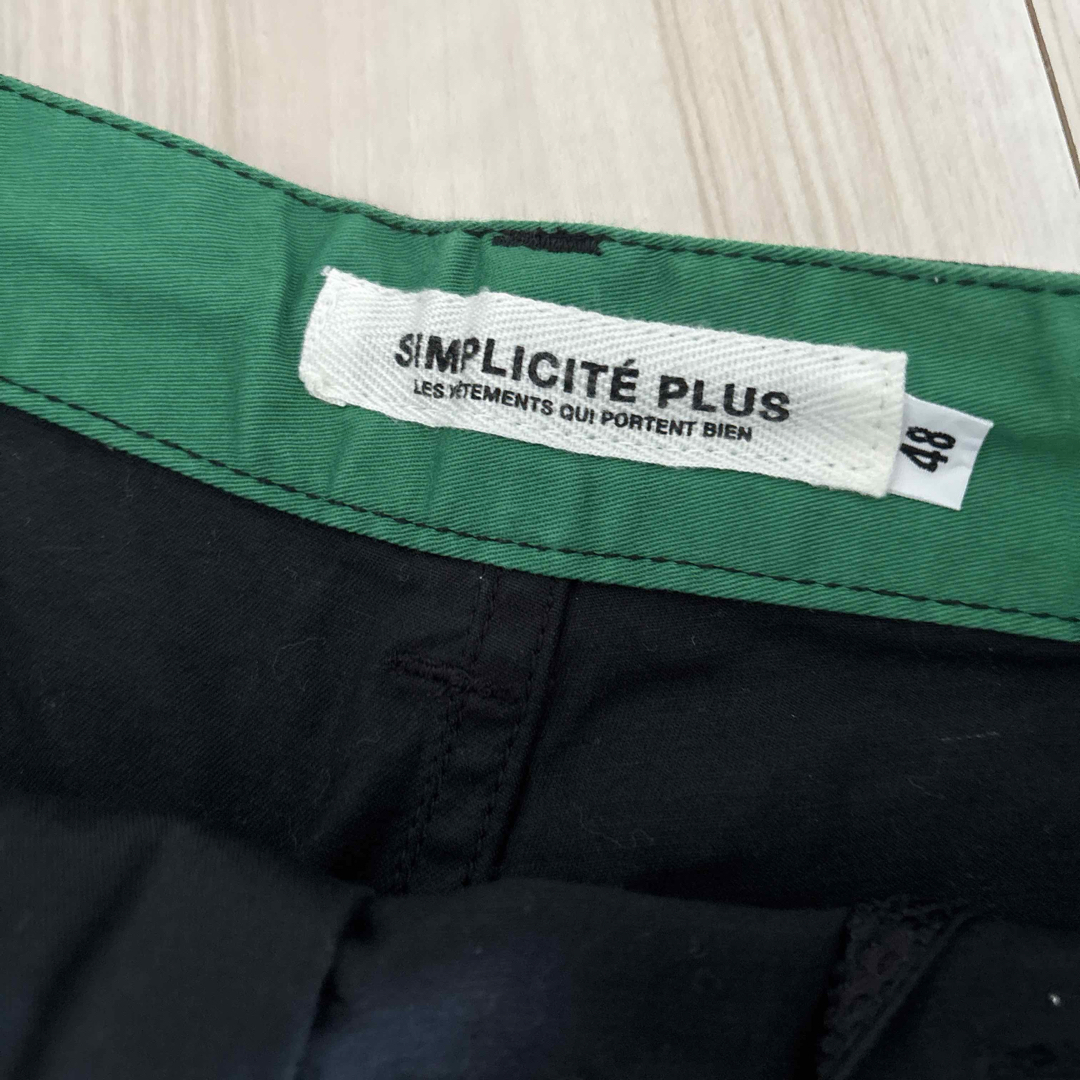 SIMPLICITÉ PLUS
LES VÊTEMENTS QUI PORTENT BIEN
48